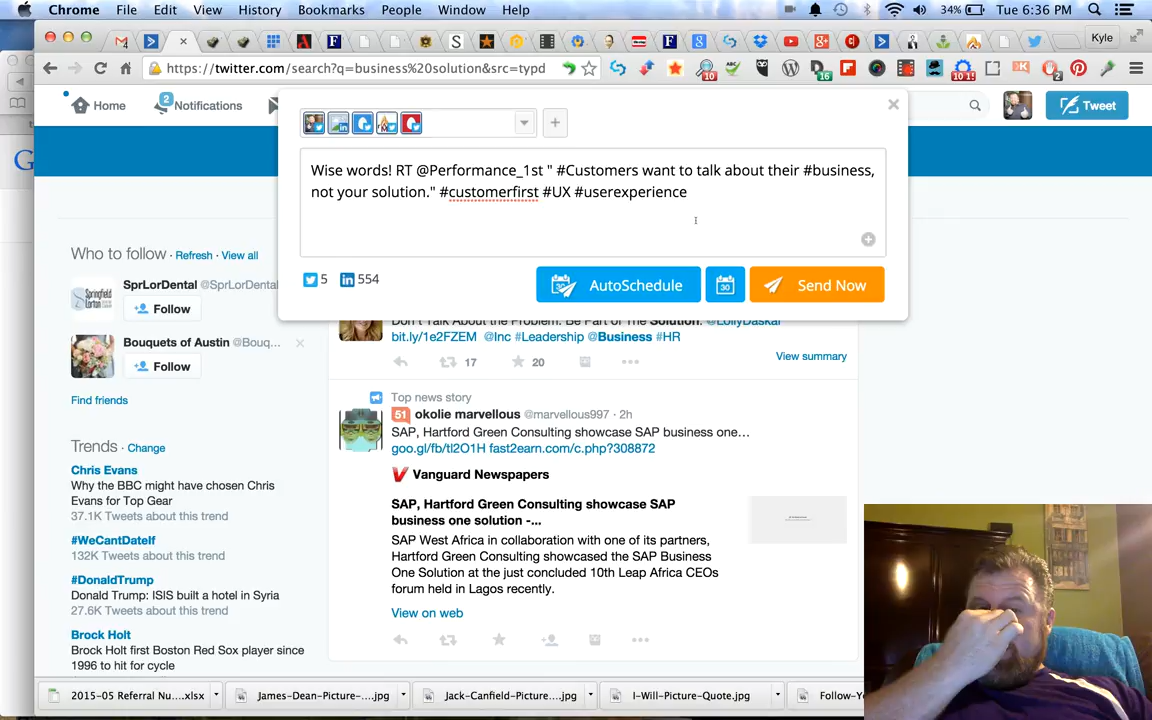 Chrome File Edit View History Bookmarks People Window Help 34% Tue 6:36 PM
Kyle
https://twitter.com/search?q=business%20solution&src=typd
Home 2 Notifications Tweet
Wise words! RT @Performance_1st " #Customers want to talk about their #business,
not your solution." #customerfirst #UX #userexperience
5 554 AutoSchedule 30 Send Now
Who to follow · Refresh · View all
SprLorDental @SprLorDental
Follow
Bouquets of Austin @Bouq...
Follow
Find friends
Trends · Change
Chris Evans
Why the BBC might have chosen Chris
Evans for Top Gear
37.1K Tweets about this trend
#WeCantDateIf
132K Tweets about this trend
#DonaldTrump
Donald Trump: ISIS built a hotel in Syria
27.6K Tweets about this trend
Brock Holt
Brock Holt first Boston Red Sox player since
1996 to hit for cycle
Don't Talk About the Problem. Be Part of The Solution. @LollyDaskal
bit.ly/1e2FZEM @Inc #Leadership @Business #HR
17 20 View summary
Top news story
51 okolie marvellous @marvellous997 · 2h
SAP, Hartford Green Consulting showcase SAP business one…
goo.gl/fb/tl2O1H fast2earn.com/c.php?308872
Vanguard Newspapers
SAP, Hartford Green Consulting showcase SAP
business one solution -...
SAP West Africa in collaboration with one of its partners,
Hartford Green Consulting showcased the SAP Business
One Solution at the just concluded 10th Leap Africa CEOs
forum held in Lagos recently.
View on web
2015-05 Referral Nu....xlsx James-Dean-Picture-....jpg Jack-Canfield-Picture....jpg I-Will-Picture-Quote.jpg Follow-Y